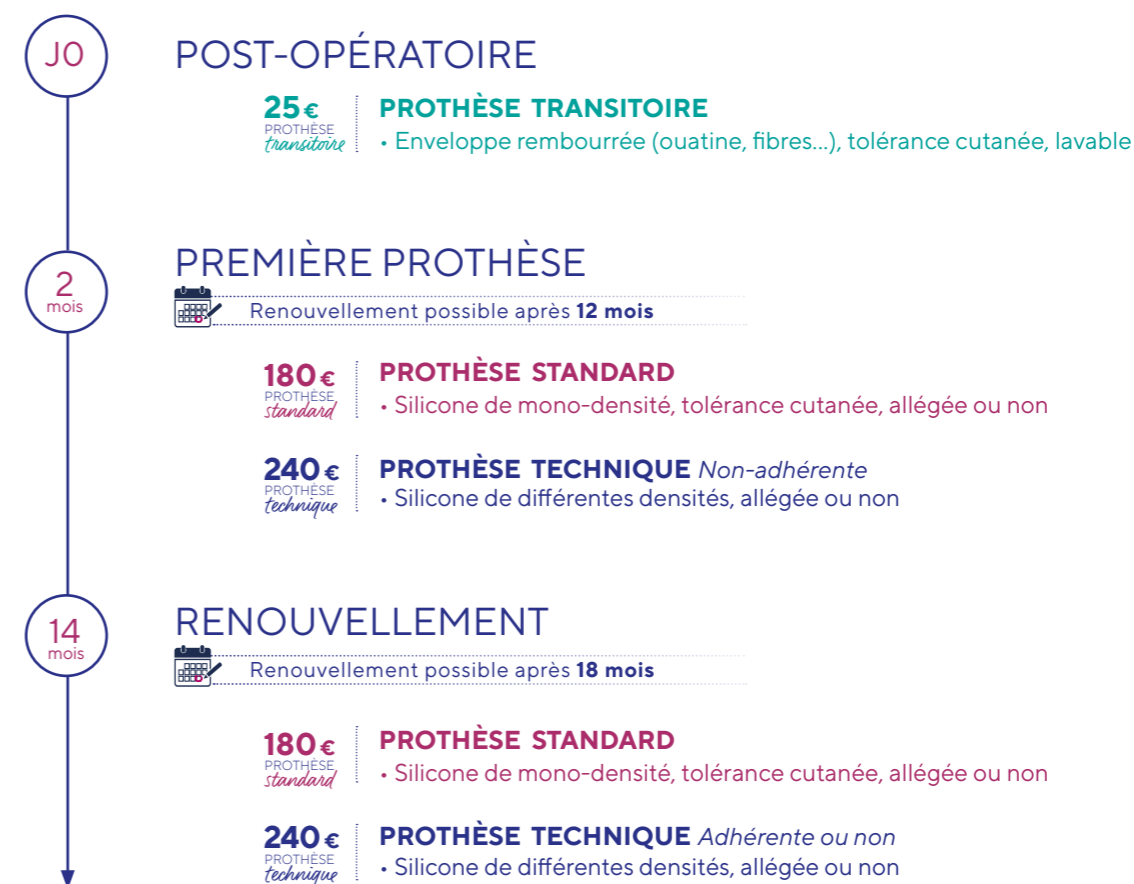 J0
POST-OPÉRATOIRE
25 €
PROTHÈSE
transitoire
PROTHÈSE TRANSITOIRE
• Enveloppe rembourrée (ouatine, fibres...), tolérance cutanée, lavable
2
mois
PREMIÈRE PROTHÈSE
Renouvellement possible après 12 mois
180 €
PROTHÈSE
standard
PROTHÈSE STANDARD
• Silicone de mono-densité, tolérance cutanée, allégée ou non
240 €
PROTHÈSE
technique
PROTHÈSE TECHNIQUE Non-adhérente
• Silicone de différentes densités, allégée ou non
14
mois
RENOUVELLEMENT
Renouvellement possible après 18 mois
180 €
PROTHÈSE
standard
PROTHÈSE STANDARD
• Silicone de mono-densité, tolérance cutanée, allégée ou non
240 €
PROTHÈSE
technique
PROTHÈSE TECHNIQUE Adhérente ou non
• Silicone de différentes densités, allégée ou non